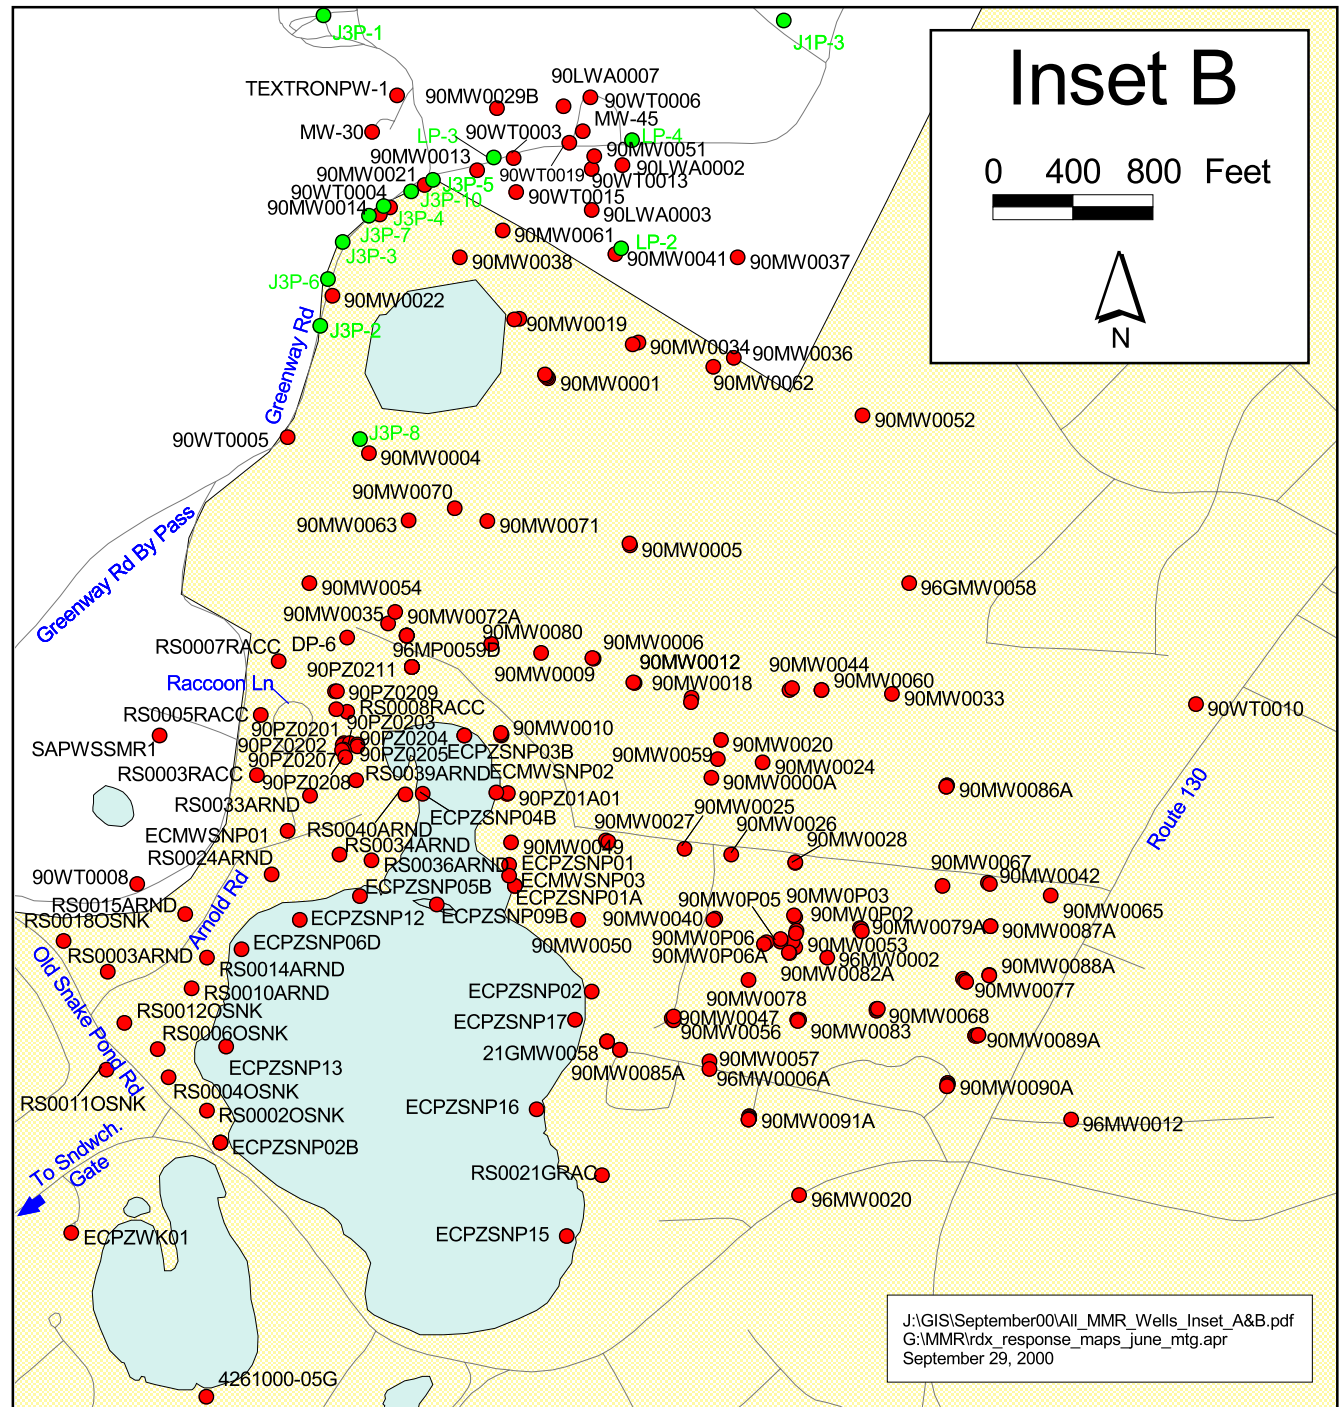 J3P-1
J1P-3
Inset B
0 400 800 Feet
N
TEXTRONPW-1
90MW0029B
90LWA0007
90WT0006
MW-30
MW-45
LP-3
90WT0003
LP-4
90MW0013
90MW0051
90MW0021
90WT0019
90LWA0002
J3P-5
90WT0013
90WT0004
J3P-10
90WT0015
90MW0014
J3P-4
90LWA0003
J3P-7
90MW0061
J3P-3
LP-2
90MW0038
90MW0041
90MW0037
J3P-6
90MW0022
Greenway Rd
J3P-2
90MW0019
90MW0034
90MW0036
90MW0001
90MW0062
90MW0052
90WT0005
J3P-8
90MW0004
90MW0070
90MW0063
90MW0071
Greenway Rd By Pass
90MW0005
90MW0054
96GMW0058
90MW0035
90MW0072A
DP-6
90MW0080
RS0007RACC
96MP0059D
90MW0006
90PZ0211
90MW0009
90MW0012
90MW0044
Raccoon Ln
90PZ0209
90MW0018
90MW0060
90MW0033
RS0008RACC
90WT0010
RS0005RACC
90PZ0201
90PZ0203
SAPWSSMR1
90PZ0202
90PZ0204
90MW0010
90PZ0207
90PZ0205
ECPZSNP03B
90MW0059
90MW0020
90MW0024
RS0003RACC
90PZ0208
RS0039ARND
ECMWSNP02
90MW0000A
90MW0086A
RS0033ARND
90PZ01A01
Route 130
ECPZSNP04B
90MW0025
ECMWSNP01
RS0040ARND
90MW0027
90MW0026
90MW0028
RS0034ARND
90MW0049
RS0024ARND
RS0036ARND
ECPZSNP01
90MW0067
90WT0008
ECMWSNP03
90MW0042
ECPZSNP05B
ECPZSNP01A
90MW0P05
90MW0P03
90MW0065
RS0015ARND
Arnold Rd
ECPZSNP12
ECPZSNP09B
90MW0040
90MW0P02
RS0018OSNK
90MW0079A
90MW0087A
90MW0050
90MW0P06
90MW0053
RS0003ARND
ECPZSNP06D
90MW0P06A
96MW0002
RS0014ARND
90MW0082A
90MW0088A
Old Snake Pond Rd
RS0010ARND
ECPZSNP02
90MW0078
90MW0077
RS0012OSNK
ECPZSNP17
90MW0047
90MW0068
RS0006OSNK
90MW0056
90MW0083
90MW0089A
21GMW0058
ECPZSNP13
90MW0085A
90MW0057
96MW0006A
RS0004OSNK
90MW0090A
RS0011OSNK
RS0002OSNK
ECPZSNP16
90MW0091A
96MW0012
To Sndwch.
Gate
ECPZSNP02B
RS0021GRAC
96MW0020
ECPZWK01
ECPZSNP15
J:\GIS\September00\All_MMR_Wells_Inset_A&B.pdf
G:\MMR\rdx_response_maps_june_mtg.apr
September 29, 2000
4261000-05G